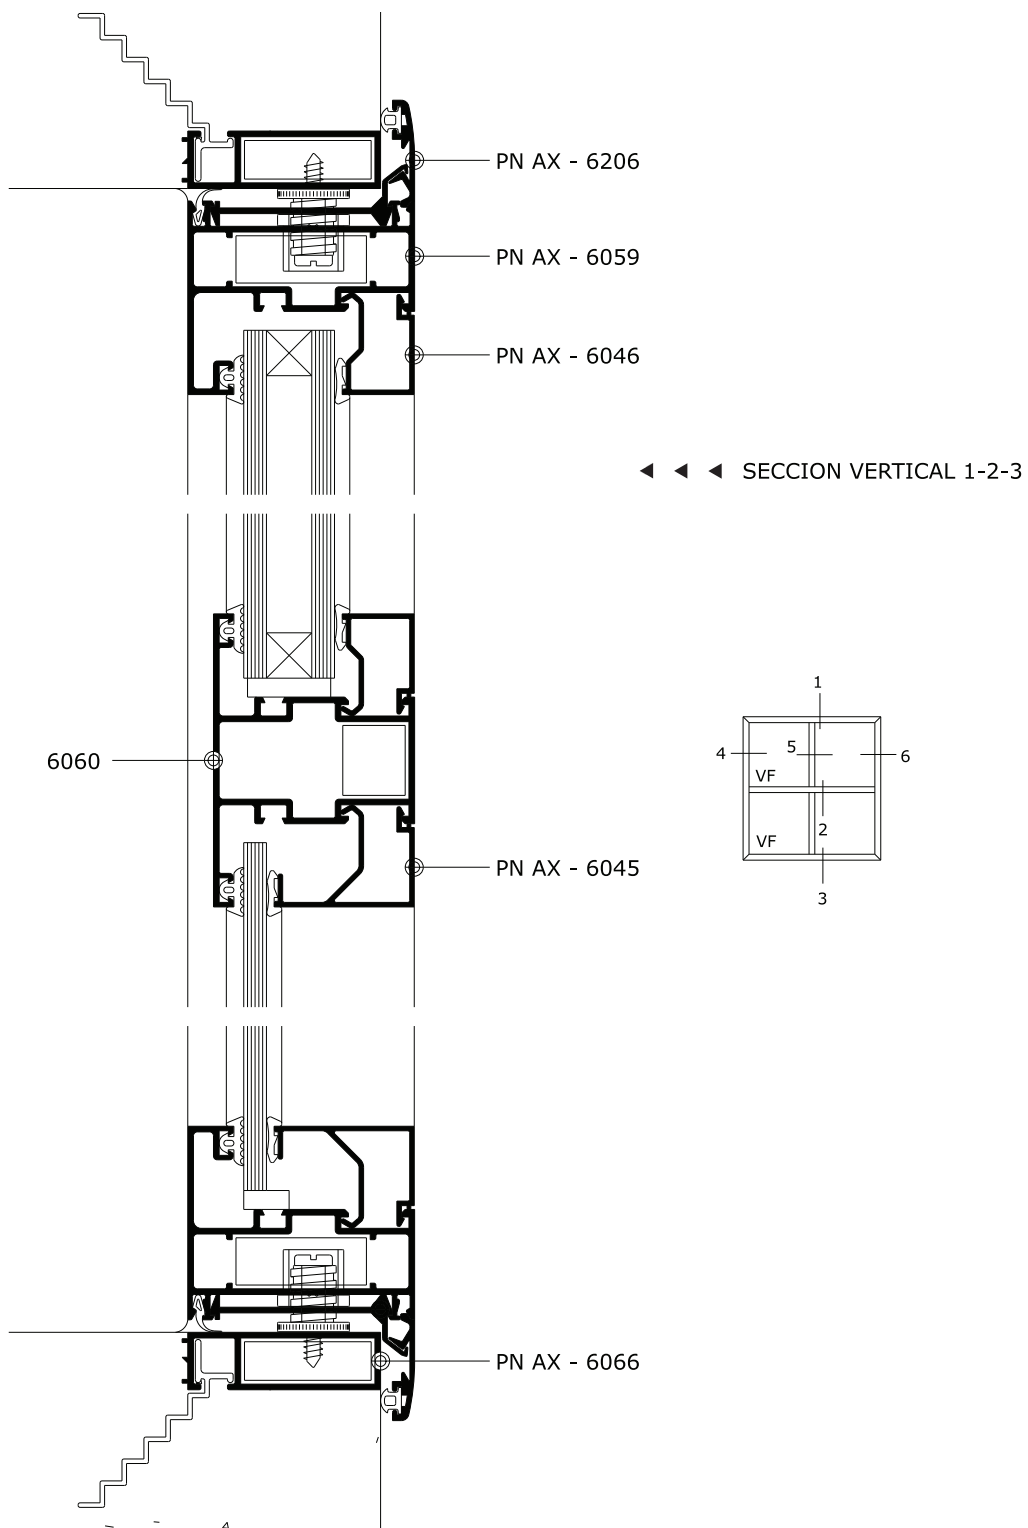 PN AX - 6206
PN AX - 6059
PN AX - 6046
◄ ◄ ◄ SECCION VERTICAL 1-2-3
1
6060
4
5
6
VF
2
VF
PN AX - 6045
3
PN AX - 6066